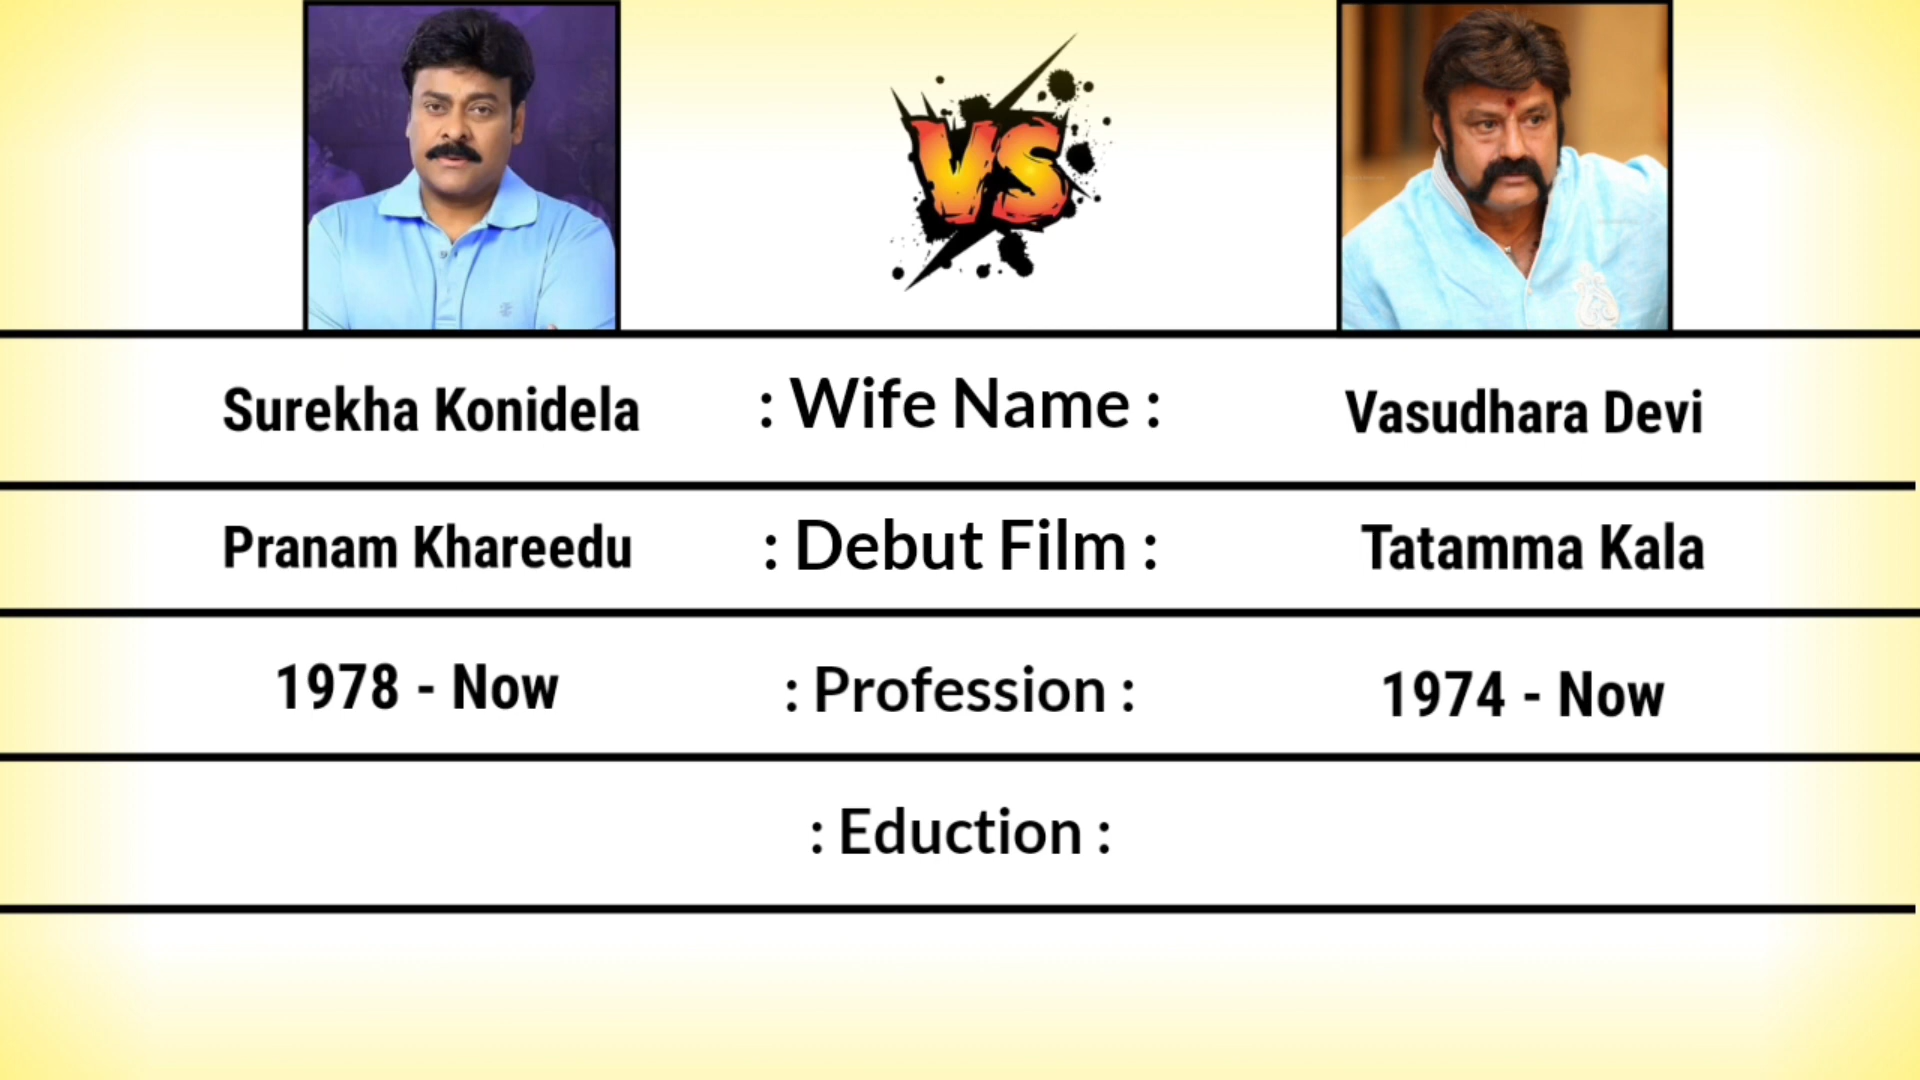 VS
Surekha Konidela : Wife Name : Vasudhara Devi
Pranam Khareedu : Debut Film : Tatamma Kala
1978 - Now : Profession : 1974 - Now
: Eduction :